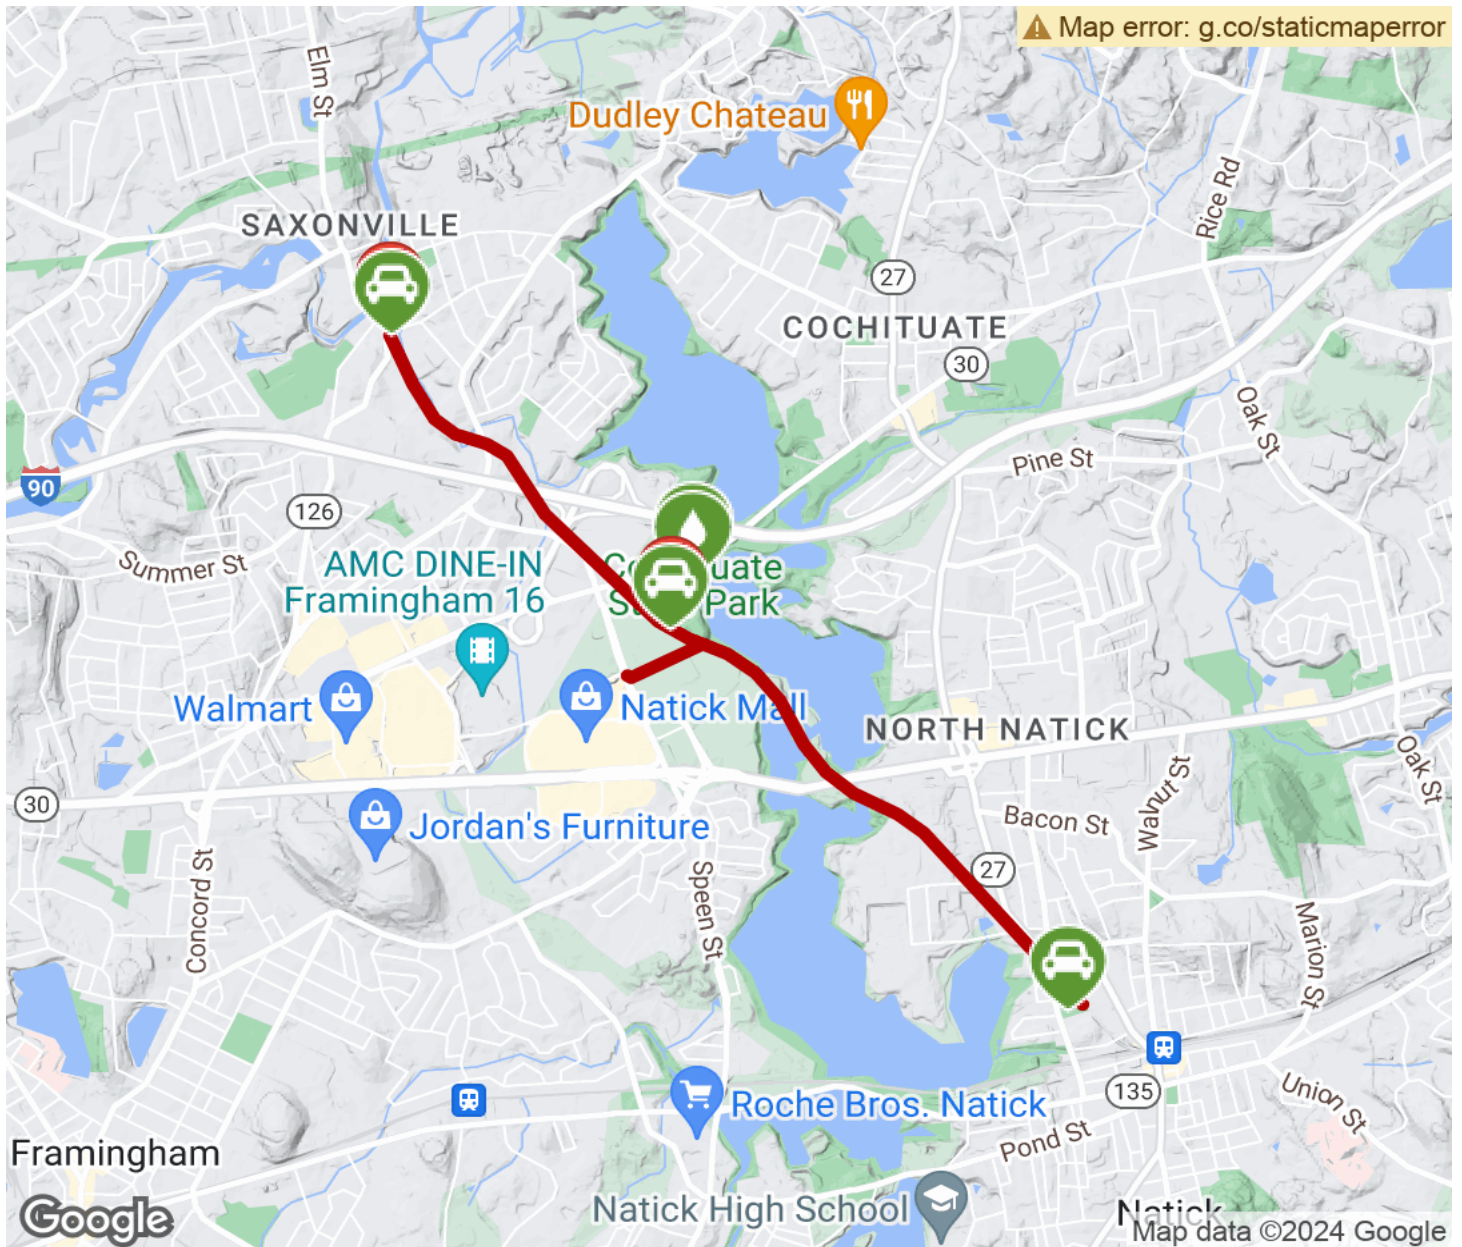 Map error: g.co/staticmaperror
Elm St
Dudley Chateau
Rice Rd
SAXONVILLE
27
COCHITUATE
30
Oak St
Pine St
90
126
Summer St
AMC DINE-IN
Framingham 16
Park
Walmart
Natick Mall
NORTH NATICK
Oak St
30
Walnut St
Bacon St
Jordan's Furniture
27
Concord St
Speen St
Marion St
135
Union St
Roche Bros. Natick
Pond St
Framingham
Natick High School
Natick
Google
Map data ©2024 Google